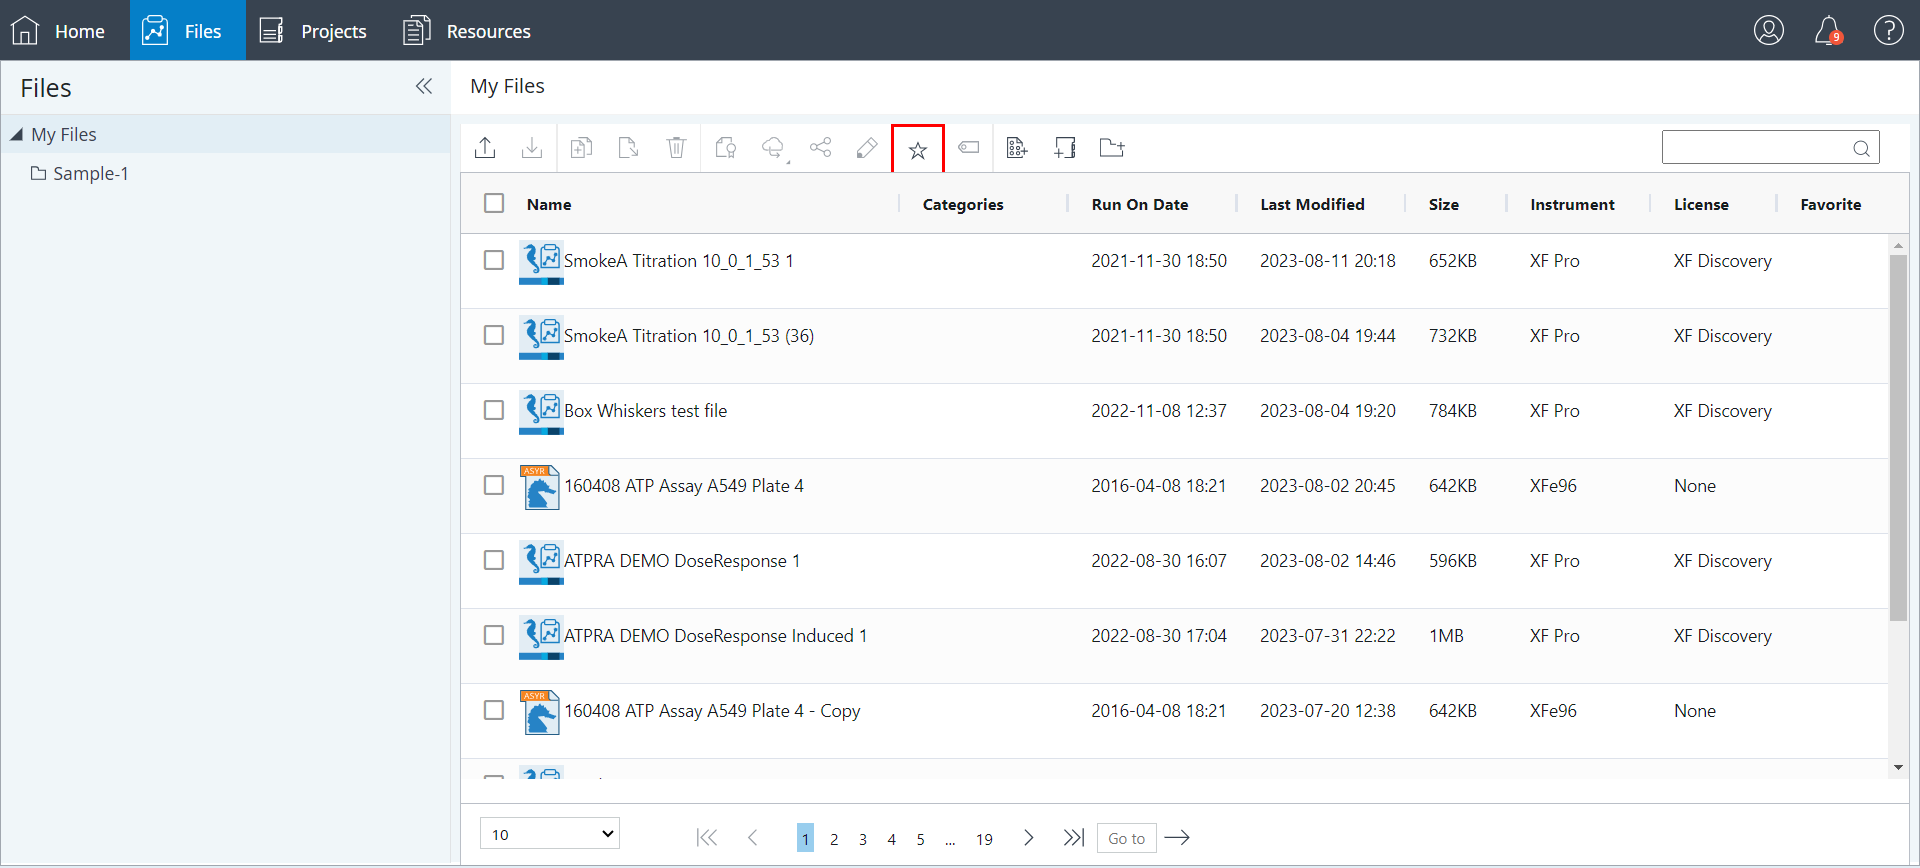 Home Files Projects Resources 9
Files
My Files
My Files
Sample-1
Name Categories Run On Date Last Modified Size Instrument License Favorite
SmokeA Titration 10_0_1_53 1 2021-11-30 18:50 2023-08-11 20:18 652KB XF Pro XF Discovery
SmokeA Titration 10_0_1_53 (36) 2021-11-30 18:50 2023-08-04 19:44 732KB XF Pro XF Discovery
Box Whiskers test file 2022-11-08 12:37 2023-08-04 19:20 784KB XF Pro XF Discovery
ASYR
160408 ATP Assay A549 Plate 4 2016-04-08 18:21 2023-08-02 20:45 642KB XFe96 None
ATPRA DEMO DoseResponse 1 2022-08-30 16:07 2023-08-02 14:46 596KB XF Pro XF Discovery
ATPRA DEMO DoseResponse Induced 1 2022-08-30 17:04 2023-07-31 22:22 1MB XF Pro XF Discovery
ASYR
160408 ATP Assay A549 Plate 4 - Copy 2016-04-08 18:21 2023-07-20 12:38 642KB XFe96 None
10 1 2 3 4 5 ... 19 Go to